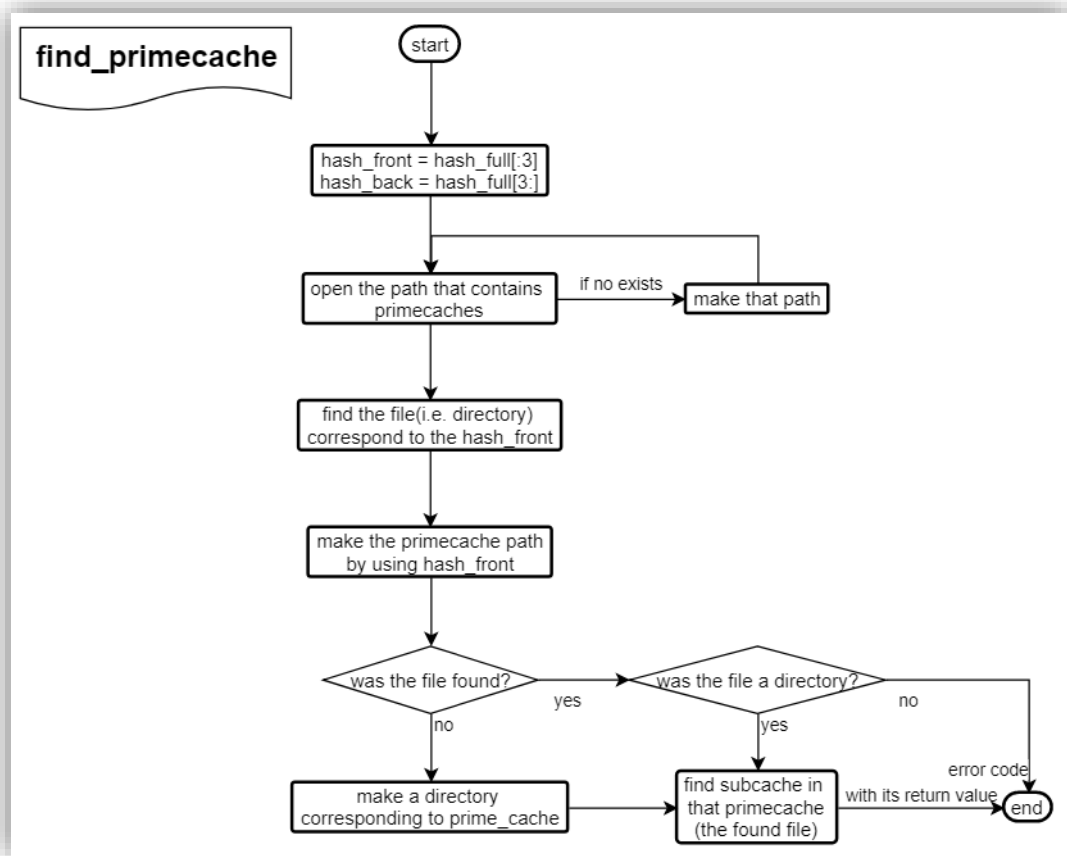 find_primecache
start
hash_front = hash_full[:3]
hash_back = hash_full[3:]
open the path that contains
primecaches
if no exists
make that path
find the file(i.e. directory)
correspond to the hash_front
make the primecache path
by using hash_front
was the file found?
yes
was the file a directory?
no
no
yes
make a directory
corresponding to prime_cache
find subcache in
that primecache
(the found file)
error code
with its return value
end